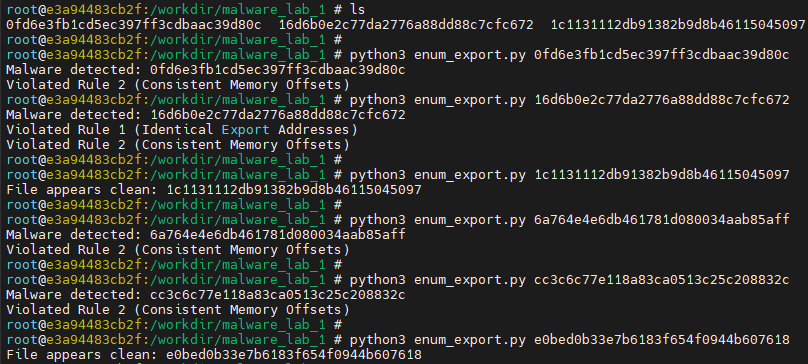 root@e3a94483cb2f:/workdir/malware_lab_1 # ls
0fd6e3fb1cd5ec397ff3cdbaac39d80c  16d6b0e2c77da2776a88dd88c7cfc672  1c1131112db91382b9d8b46115045097
root@e3a94483cb2f:/workdir/malware_lab_1 #
root@e3a94483cb2f:/workdir/malware_lab_1 # python3 enum_export.py 0fd6e3fb1cd5ec397ff3cdbaac39d80c
Malware detected: 0fd6e3fb1cd5ec397ff3cdbaac39d80c
Violated Rule 2 (Consistent Memory Offsets)
root@e3a94483cb2f:/workdir/malware_lab_1 # python3 enum_export.py 16d6b0e2c77da2776a88dd88c7cfc672
Malware detected: 16d6b0e2c77da2776a88dd88c7cfc672
Violated Rule 1 (Identical Export Addresses)
Violated Rule 2 (Consistent Memory Offsets)
root@e3a94483cb2f:/workdir/malware_lab_1 #
root@e3a94483cb2f:/workdir/malware_lab_1 # python3 enum_export.py 1c1131112db91382b9d8b46115045097
File appears clean: 1c1131112db91382b9d8b46115045097
root@e3a94483cb2f:/workdir/malware_lab_1 #
root@e3a94483cb2f:/workdir/malware_lab_1 # python3 enum_export.py 6a764e4e6db461781d080034aab85aff
Malware detected: 6a764e4e6db461781d080034aab85aff
Violated Rule 2 (Consistent Memory Offsets)
root@e3a94483cb2f:/workdir/malware_lab_1 #
root@e3a94483cb2f:/workdir/malware_lab_1 # python3 enum_export.py cc3c6c77e118a83ca0513c25c208832c
Malware detected: cc3c6c77e118a83ca0513c25c208832c
Violated Rule 2 (Consistent Memory Offsets)
root@e3a94483cb2f:/workdir/malware_lab_1 #
root@e3a94483cb2f:/workdir/malware_lab_1 # python3 enum_export.py e0bed0b33e7b6183f654f0944b607618
File appears clean: e0bed0b33e7b6183f654f0944b607618